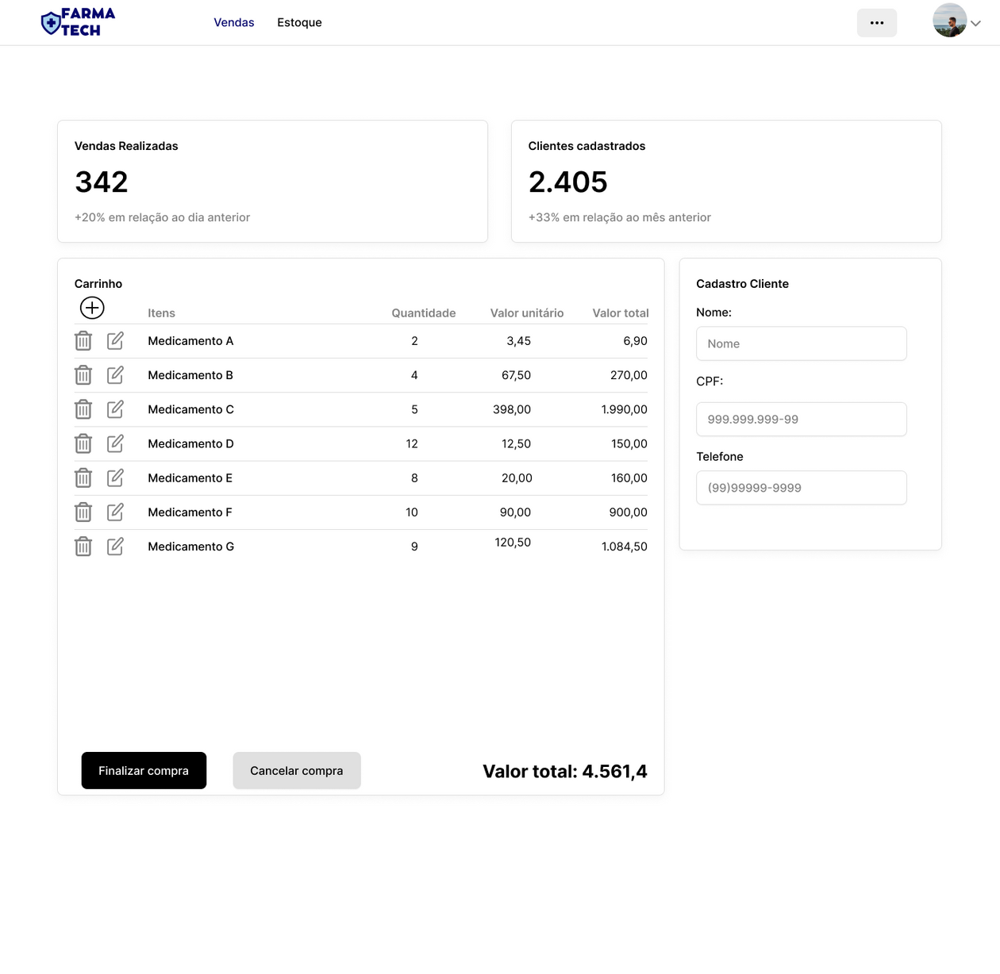 FARMA
TECH
Vendas Estoque
Vendas Realizadas
342
+20% em relação ao dia anterior
Clientes cadastrados
2.405
+33% em relação ao mês anterior
Carrinho
Itens Quantidade Valor unitário Valor total
Medicamento A 2 3,45 6,90
Medicamento B 4 67,50 270,00
Medicamento C 5 398,00 1.990,00
Medicamento D 12 12,50 150,00
Medicamento E 8 20,00 160,00
Medicamento F 10 90,00 900,00
Medicamento G 9 120,50 1.084,50
Finalizar compra Cancelar compra Valor total: 4.561,4
Cadastro Cliente
Nome:
Nome
CPF:
999.999.999-99
Telefone
(99)99999-9999